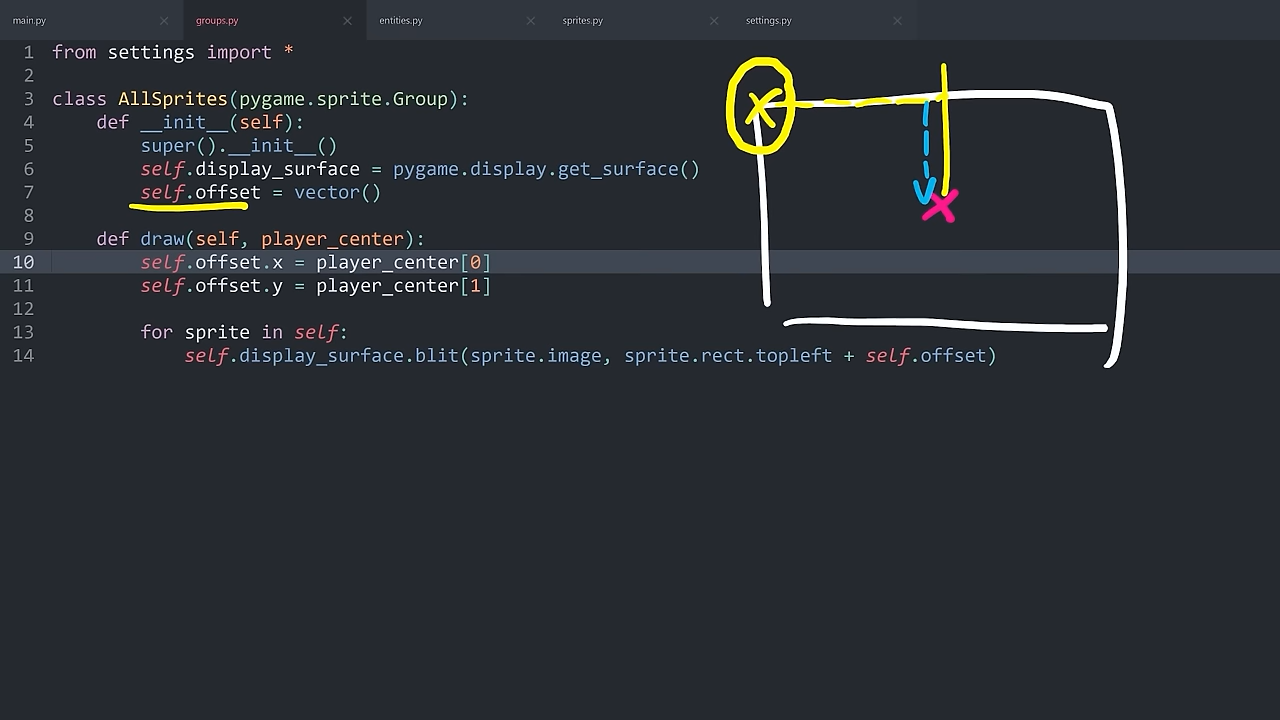 main.py groups.py entities.py sprites.py settings.py
1 from settings import *
2
3 class AllSprites(pygame.sprite.Group):
4     def __init__(self):
5         super().__init__()
6         self.display_surface = pygame.display.get_surface()
7         self.offset = vector()
8
9     def draw(self, player_center):
10         self.offset.x = player_center[0]
11         self.offset.y = player_center[1]
12
13         for sprite in self:
14             self.display_surface.blit(sprite.image, sprite.rect.topleft + self.offset)